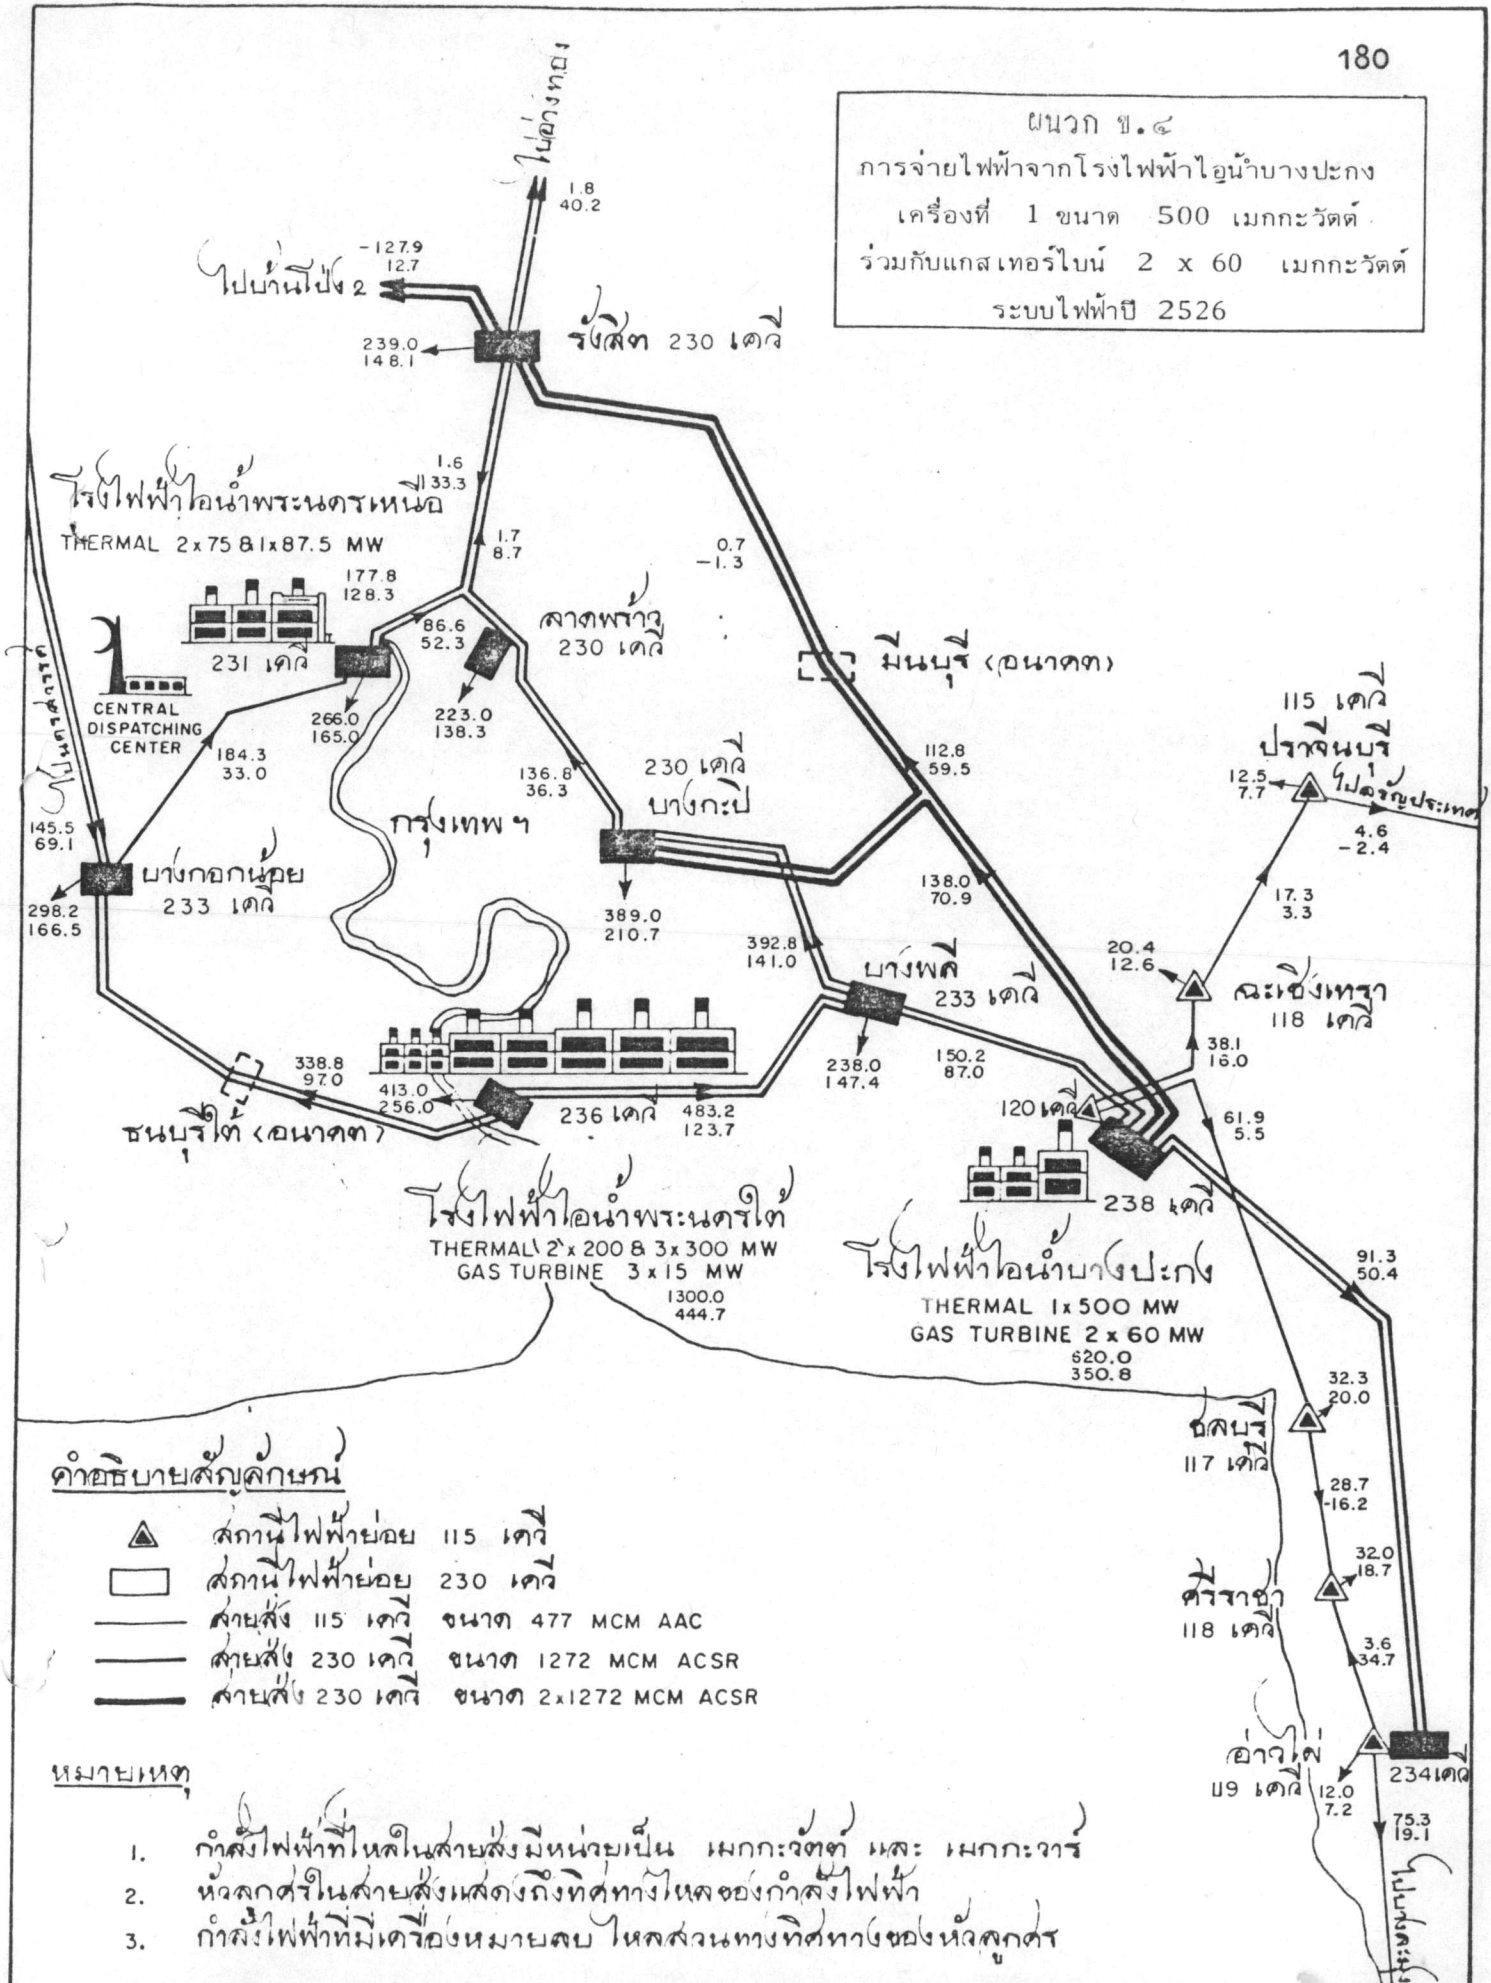 180
ผนวก ข.๔
การจ่ายไฟฟ้าจากโรงไฟฟ้าไอน้ำบางปะกง
เครื่องที่ 1 ขนาด 500 เมกกะวัตต์
ร่วมกับแกสเทอร์ไบน์ 2 x 60 เมกกะวัตต์
ระบบไฟฟ้าปี 2526
ไปอ่างทอง
1.8
40.2
-127.9
12.7
ไปบ้านโป่ง 2
รังสิต 230 เควี
239.0
148.1
1.6
133.3
โรงไฟฟ้าไอน้ำพระนครเหนือ
THERMAL 2x75 & 1x87.5 MW
1.7
8.7
0.7
-1.3
177.8
128.3
86.6
52.3
ลาดพร้าว
230 เควี
231 เควี
มีนบุรี (อนาคต)
CENTRAL
DISPATCHING
CENTER
266.0
165.0
223.0
138.3
115 เควี
ปราจีนบุรี
ไปนครสวรรค์
184.3
33.0
136.8
36.3
230 เควี
บางกะปิ
112.8
59.5
12.5
7.7
ไปอรัญประเทศ
4.6
-2.4
กรุงเทพ ฯ
145.5
69.1
บางกอกน้อย
233 เควี
298.2
166.5
389.0
210.7
138.0
70.9
17.3
3.3
392.8
141.0
บางพลี
233 เควี
20.4
12.6
ฉะเชิงเทรา
118 เควี
338.8
97.0
413.0
256.0
236 เควี
483.2
123.7
238.0
147.4
150.2
87.0
38.1
16.0
120 เควี
61.9
5.5
ธนบุรีใต้ (อนาคต)
238 เควี
โรงไฟฟ้าไอน้ำพระนครใต้
THERMAL 2 x 200 & 3x300 MW
GAS TURBINE 3 x 15 MW
1300.0
444.7
โรงไฟฟ้าไอน้ำบางปะกง
THERMAL 1x500 MW
GAS TURBINE 2 x 60 MW
620.0
350.8
91.3
50.4
32.3
20.0
ชลบุรี
117 เควี
28.7
-16.2
32.0
18.7
ศรีราชา
118 เควี
3.6
34.7
อ่าวไผ่
119 เควี
12.0
7.2
234 เควี
75.3
19.1
คำอธิบายสัญลักษณ์
สถานีไฟฟ้าย่อย 115 เควี
สถานีไฟฟ้าย่อย 230 เควี
สายส่ง 115 เควี ขนาด 477 MCM AAC
สายส่ง 230 เควี ขนาด 1272 MCM ACSR
สายส่ง 230 เควี ขนาด 2x1272 MCM ACSR
หมายเหตุ
1. กำลังไฟฟ้าที่ไหลในสายส่งมีหน่วยเป็น เมกกะวัตต์ และ เมกกะวาร์
2. หัวลูกศรในสายส่งแสดงถึงทิศทางไหลของกำลังไฟฟ้า
3. กำลังไฟฟ้าที่มีเครื่องหมายลบ ไหลสวนทางทิศทางของหัวลูกศร